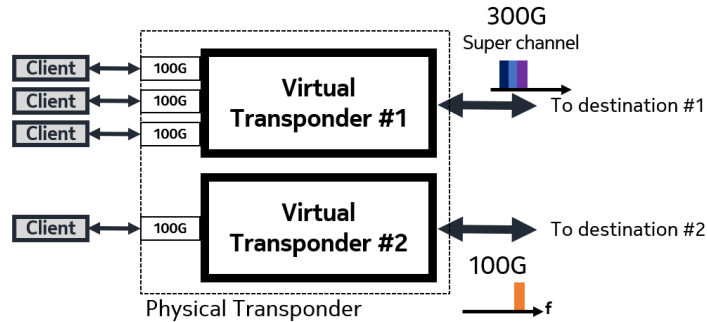 300G
Super channel
Client
100G
Client
100G
Client
100G
Virtual
Transponder #1
To destination #1
Client
100G
Virtual
Transponder #2
To destination #2
100G
f
Physical Transponder